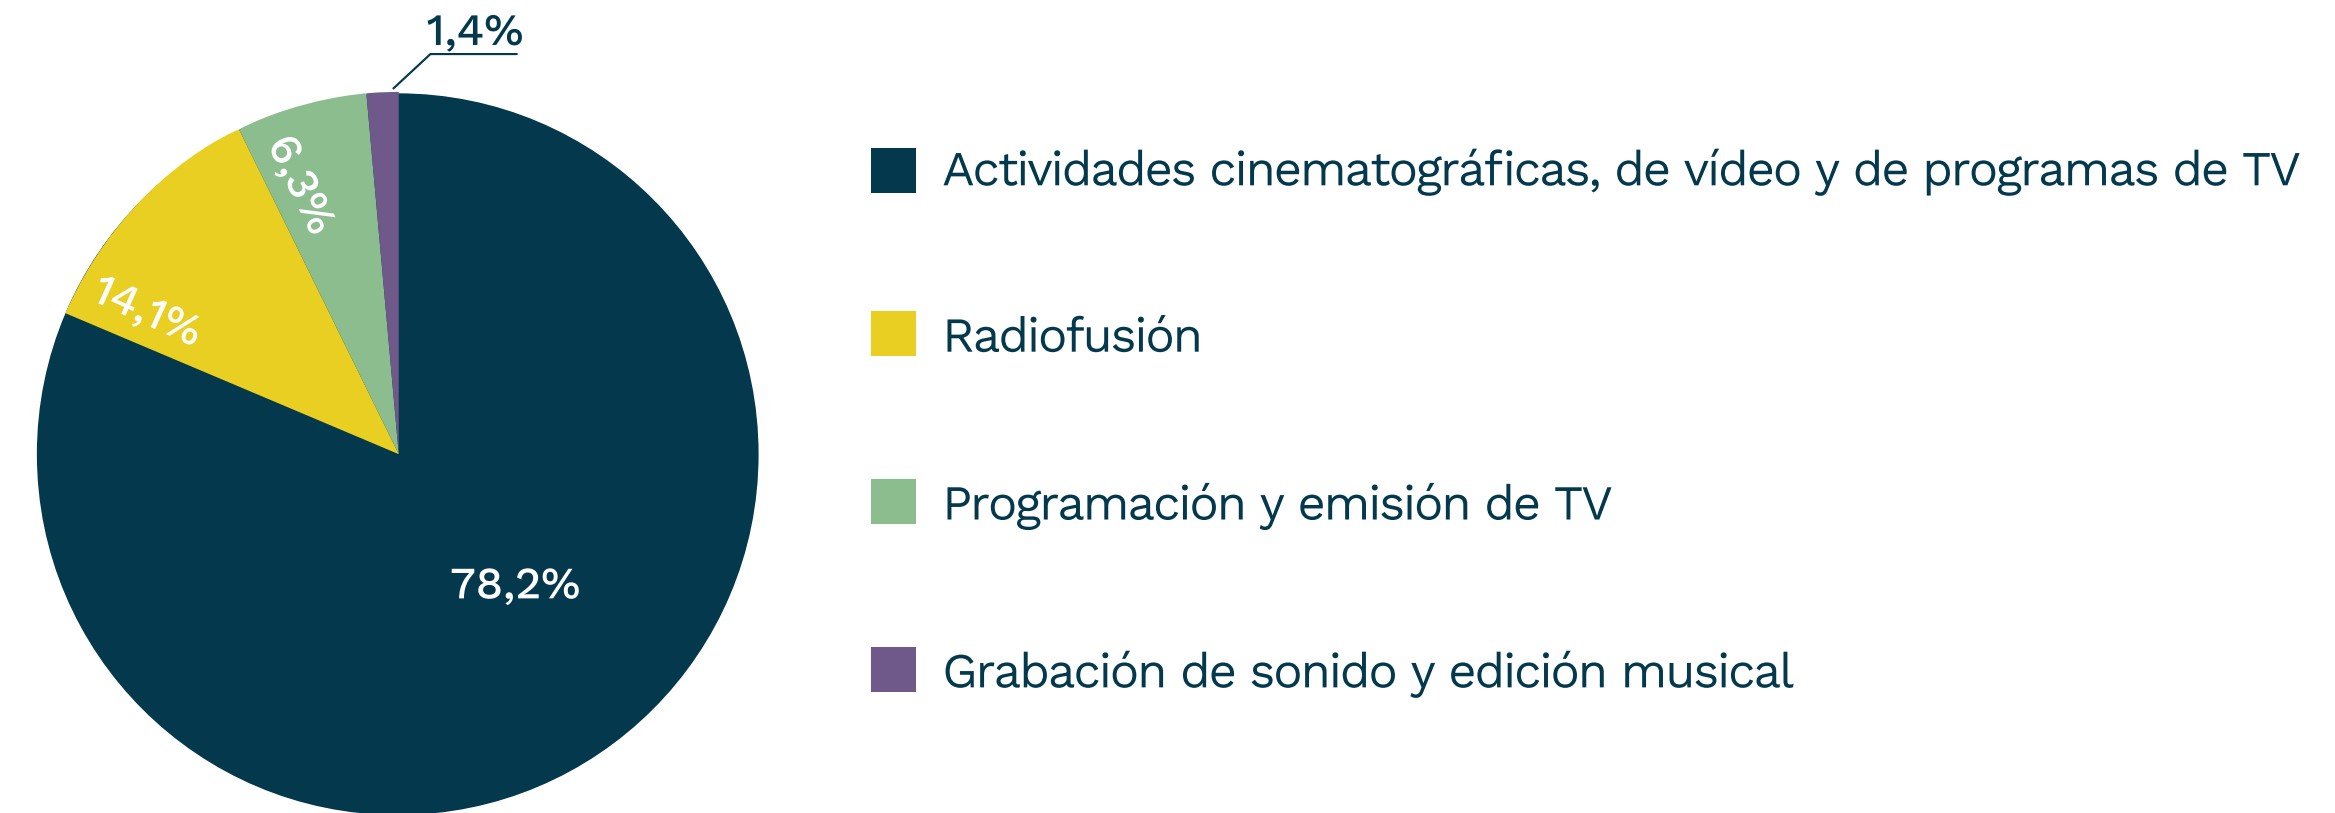 1,4%
6,3%
14,1%
78,2%
Actividades cinematográficas, de vídeo y de programas de TV
Radiofusión
Programación y emisión de TV
Grabación de sonido y edición musical